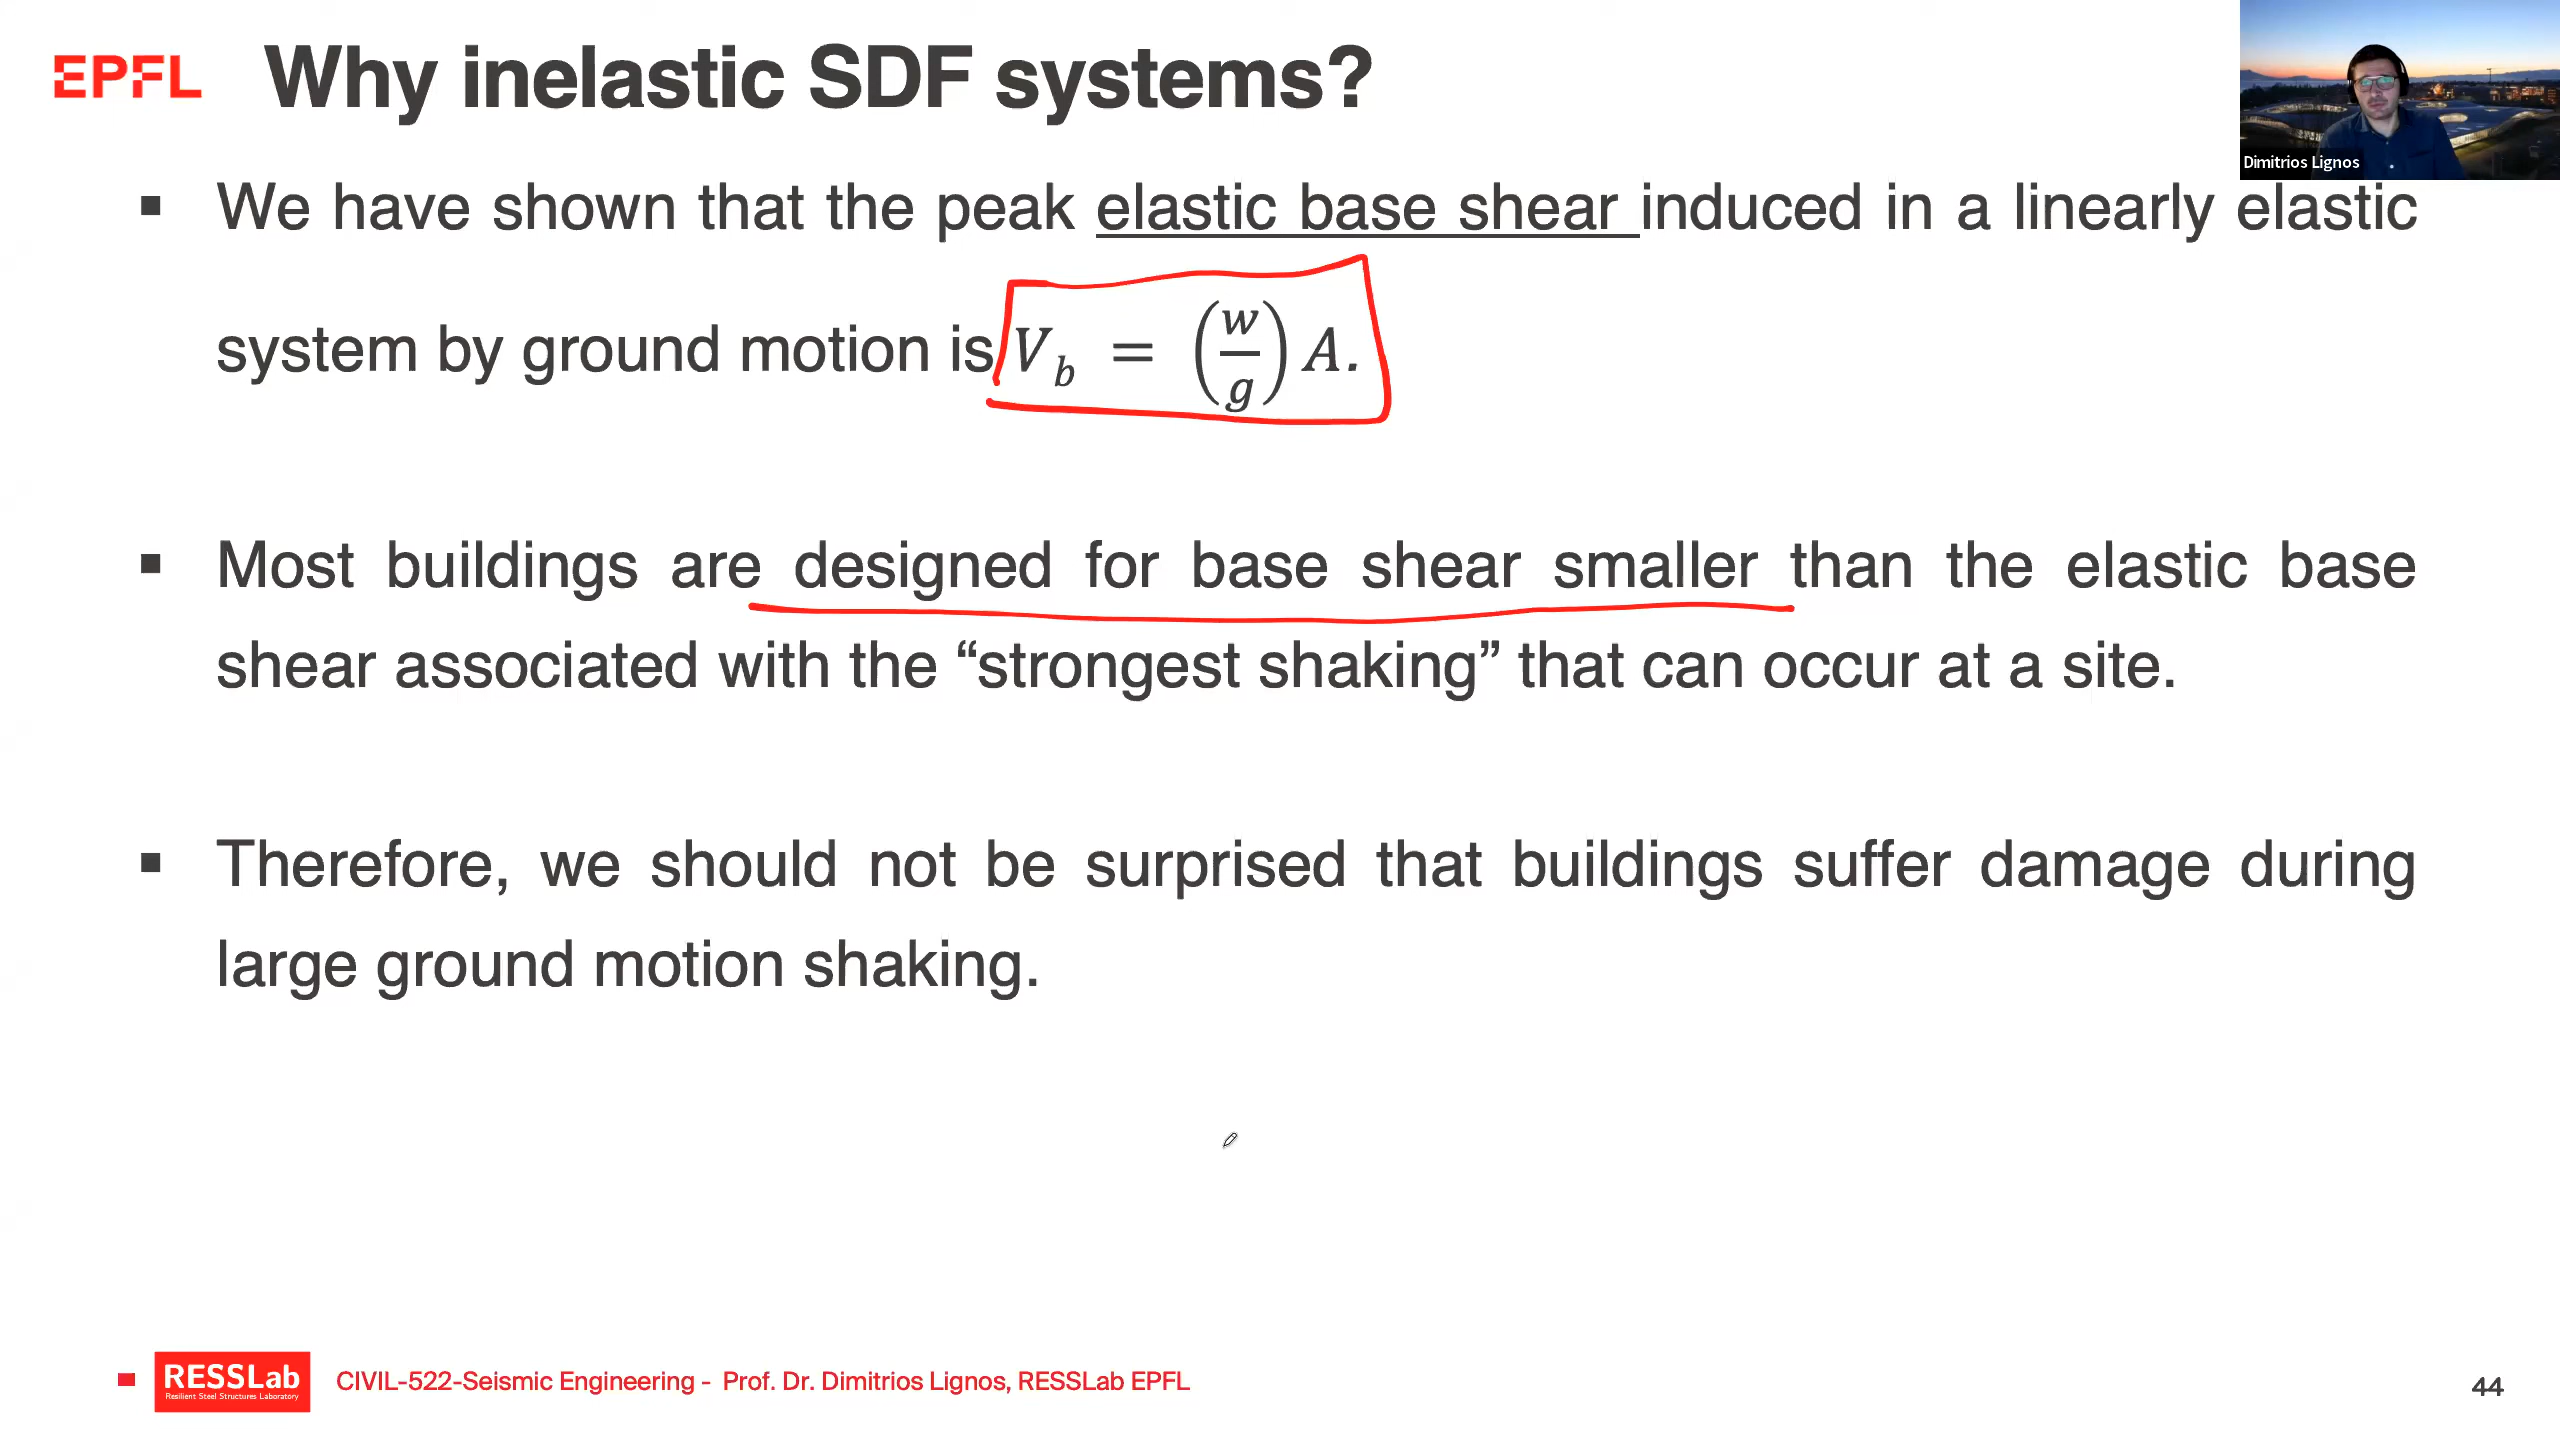 EPFL Why inelastic SDF systems?
Dimitrios Lignos
▪ We have shown that the peak elastic base shear induced in a linearly elastic
system by ground motion is V_b = (w/g) A.
▪ Most buildings are designed for base shear smaller than the elastic base
shear associated with the “strongest shaking” that can occur at a site.
▪ Therefore, we should not be surprised that buildings suffer damage during
large ground motion shaking.
RESSLab
Resilient Steel Structures Laboratory
CIVIL-522-Seismic Engineering - Prof. Dr. Dimitrios Lignos, RESSLab EPFL
44